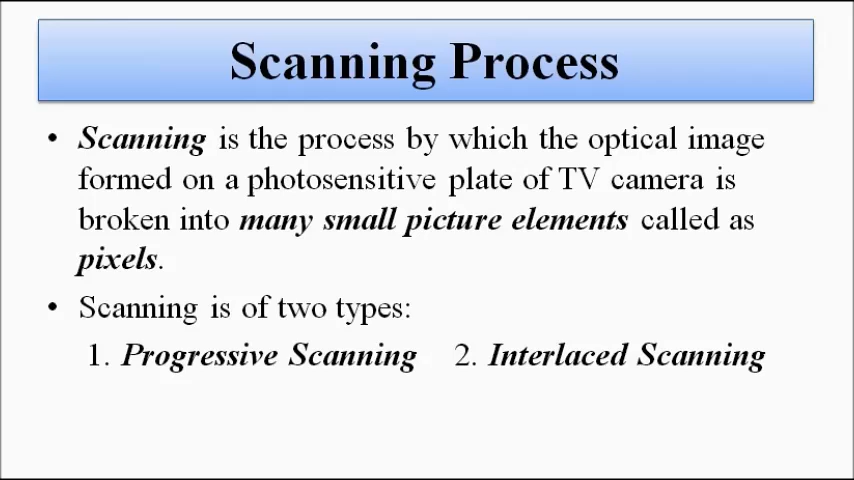 Scanning Process
• Scanning is the process by which the optical image
formed on a photosensitive plate of TV camera is
broken into many small picture elements called as
pixels.
• Scanning is of two types:
1. Progressive Scanning 2. Interlaced Scanning